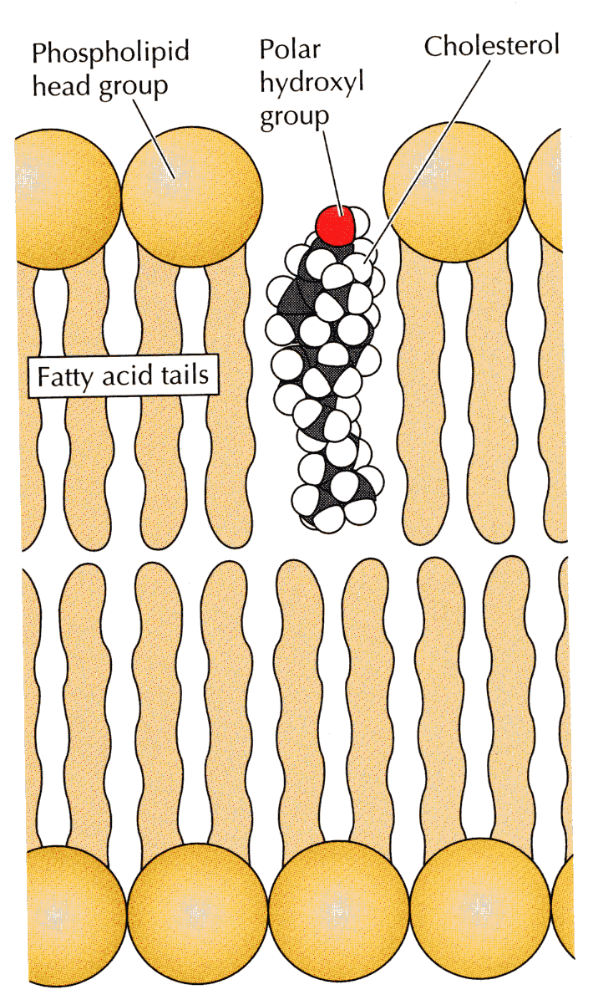 Phospholipid
head group
Polar
hydroxyl
group
Cholesterol
Fatty acid tails